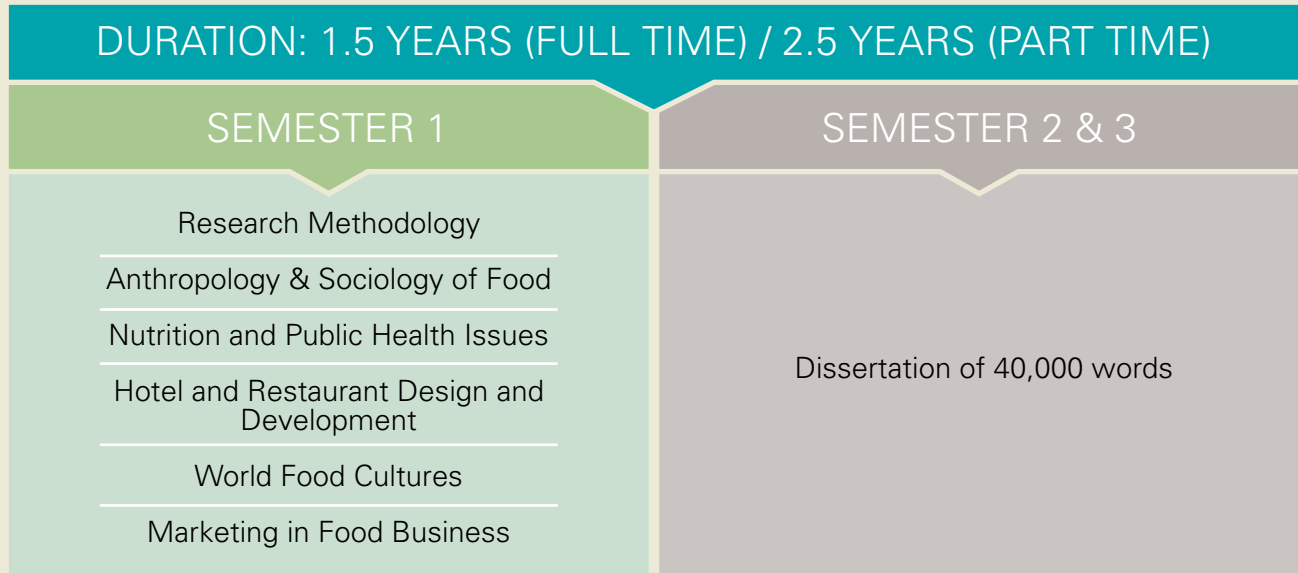 DURATION: 1.5 YEARS (FULL TIME) / 2.5 YEARS (PART TIME)
SEMESTER 1
Research Methodology
Anthropology & Sociology of Food
Nutrition and Public Health Issues
Hotel and Restaurant Design and
Development
World Food Cultures
Marketing in Food Business
SEMESTER 2 & 3
Dissertation of 40,000 words